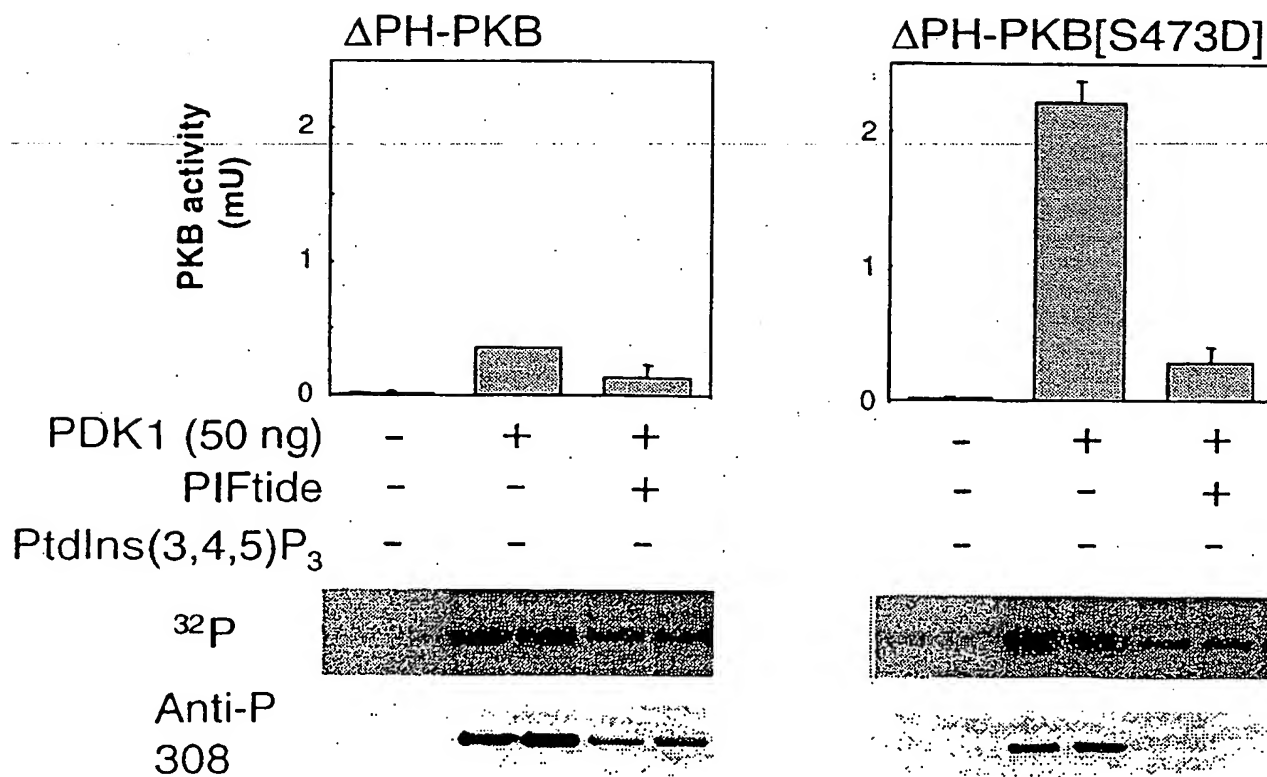 ΔPH-PKB
ΔPH-PKB[S473D]
PKB activity
(mU)
2
1
0
2
1
0
PDK1 (50 ng) - + + - + +
PIFtide - - + - - +
PtdIns(3,4,5)P₃ - - - - - -
³²P
Anti-P
308